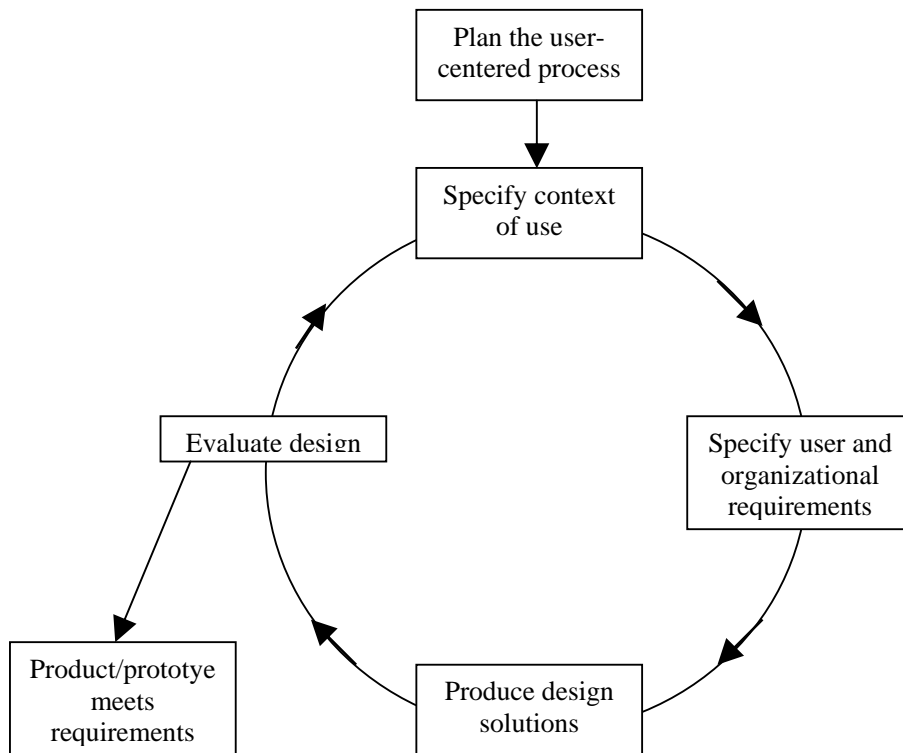 Plan the user-
centered process
Specify context
of use
Evaluate design
Specify user and
organizational
requirements
Product/prototye
meets
requirements
Produce design
solutions